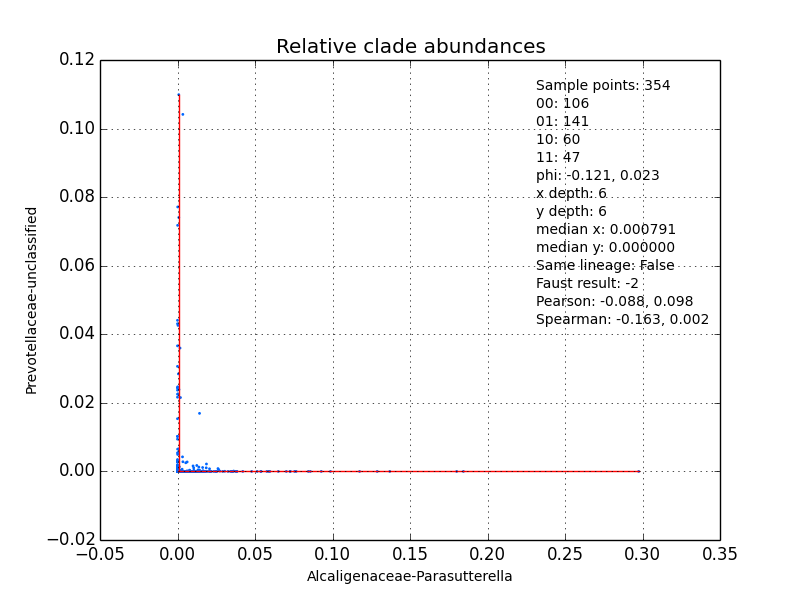 Relative clade abundances
0.12
0.10
0.08
0.06
0.04
0.02
0.00
−0.02
Prevotellaceae-unclassified
Sample points: 354
00: 106
01: 141
10: 60
11: 47
phi: -0.121, 0.023
x depth: 6
y depth: 6
median x: 0.000791
median y: 0.000000
Same lineage: False
Faust result: -2
Pearson: -0.088, 0.098
Spearman: -0.163, 0.002
−0.05 0.00 0.05 0.10 0.15 0.20 0.25 0.30 0.35
Alcaligenaceae-Parasutterella